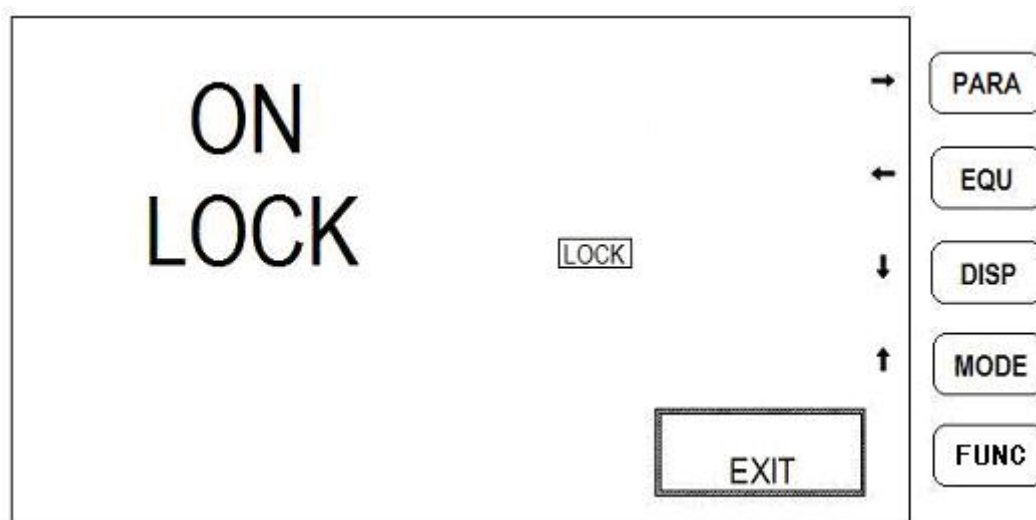 ON
LOCK
LOCK
EXIT
→
←
↓
↑
PARA
EQU
DISP
MODE
FUNC